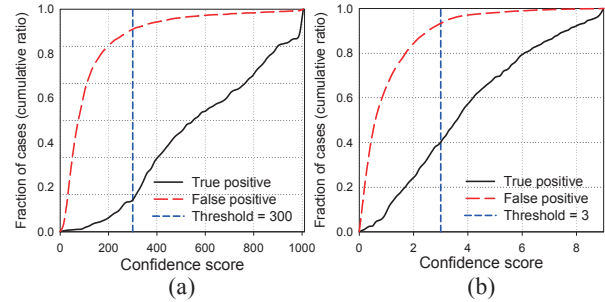 Fraction of cases (cumulative ratio)
1.0
0.8
0.6
0.4
0.2
0.0
0 200 400 600 800 1000
Confidence score
True positive
False positive
Threshold = 300
(a)
Fraction of cases (cumulative ratio)
1.0
0.8
0.6
0.4
0.2
0.0
0 2 4 6 8
Confidence score
True positive
False positive
Threshold = 3
(b)